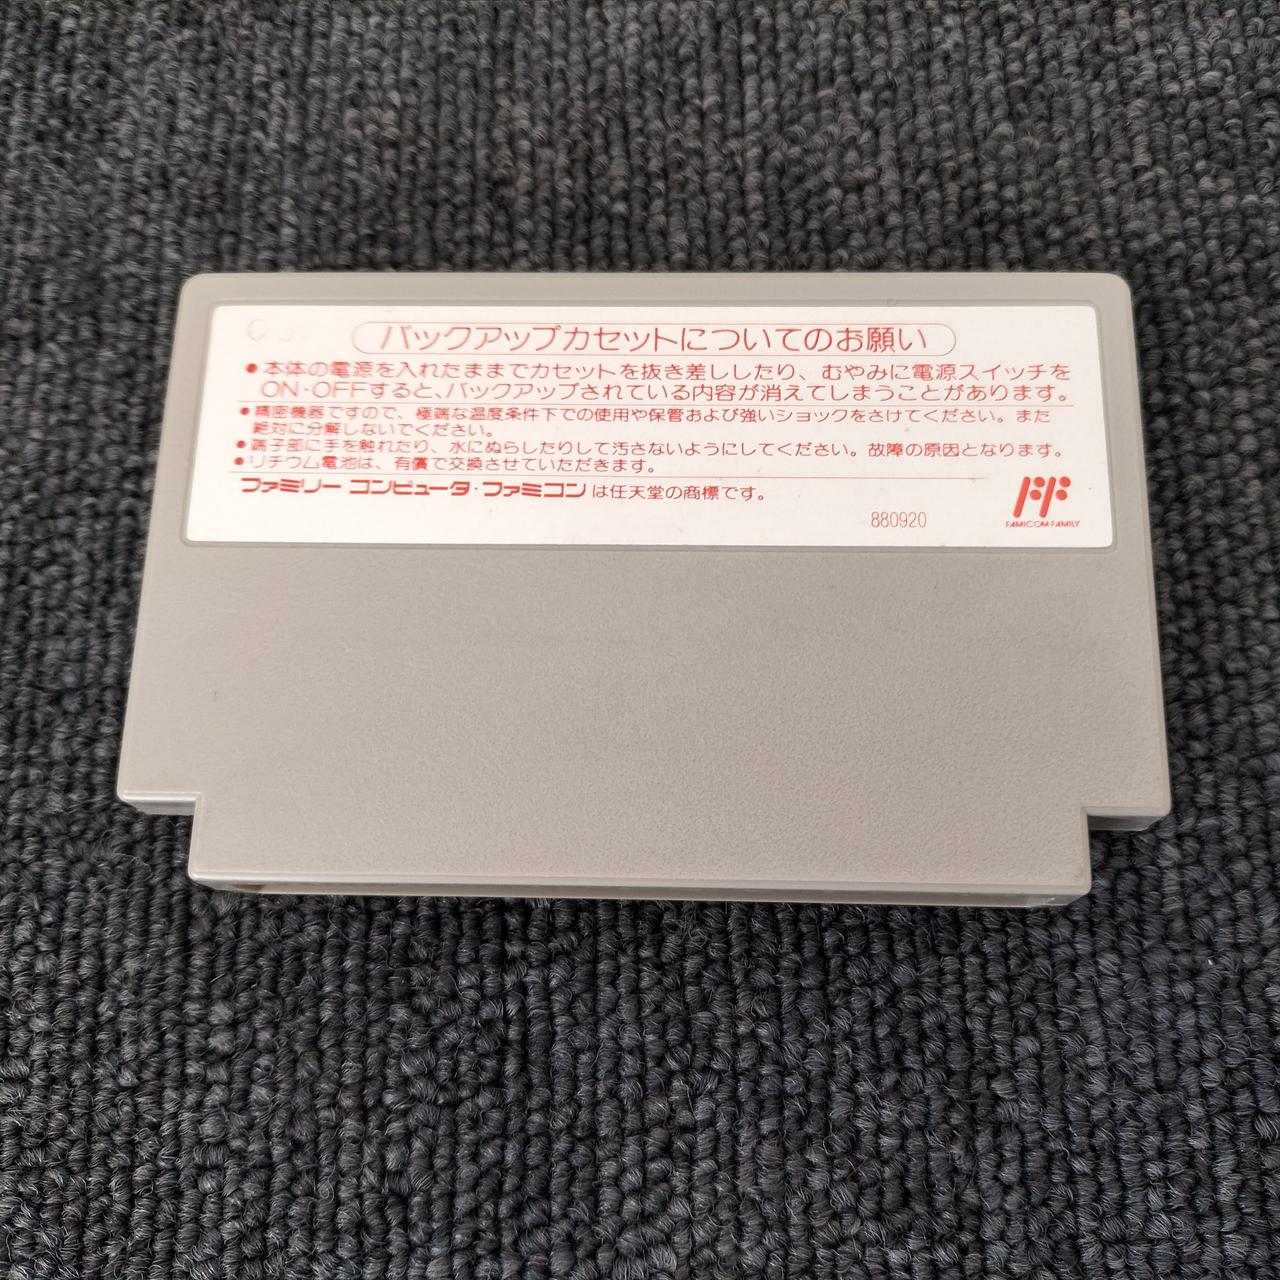 バックアップカセットについてのお願い
●本体の電源を入れたままでカセットを抜き差ししたり、むやみに電源スイッチを
ON・OFFすると、バックアップされている内容が消えてしまうことがあります。
●精密機器ですので、極端な温度条件下での使用や保管および強いショックをさけてください。また
絶対に分解しないでください。
●端子部に手を触れたり、水にぬらしたりして汚さないようにしてください。故障の原因となります。
●リチウム電池は、有償で交換させていただきます。
ファミリーコンピュータ・ファミコンは任天堂の商標です。
880920
FAMICOM FAMILY